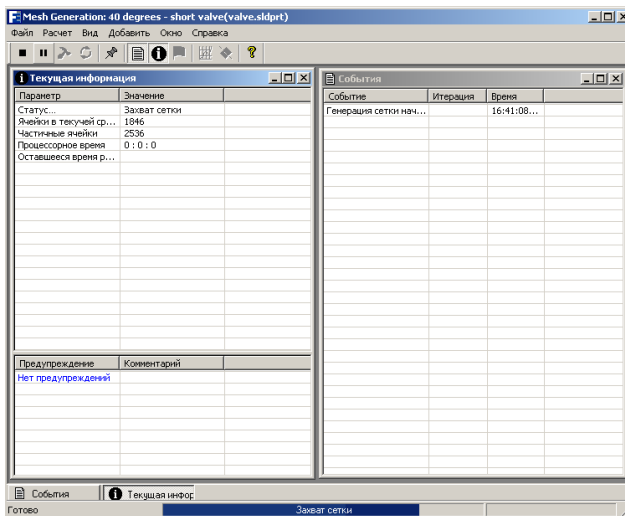 Mesh Generation: 40 degrees - short valve(valve.sldprt)
Файл Расчет Вид Добавить Окно Справка
Текущая информация
Параметр Значение
Статус... Захват сетки
Ячейки в текучей ср... 1846
Частичные ячейки 2536
Процессорное время 0 : 0 : 0
Оставшееся время р...
Предупреждение Комментарий
Нет предупреждений
События
Событие Итерация Время
Генерация сетки нач... 16:41:08...
События Текущая инфор
Готово Захват сетки